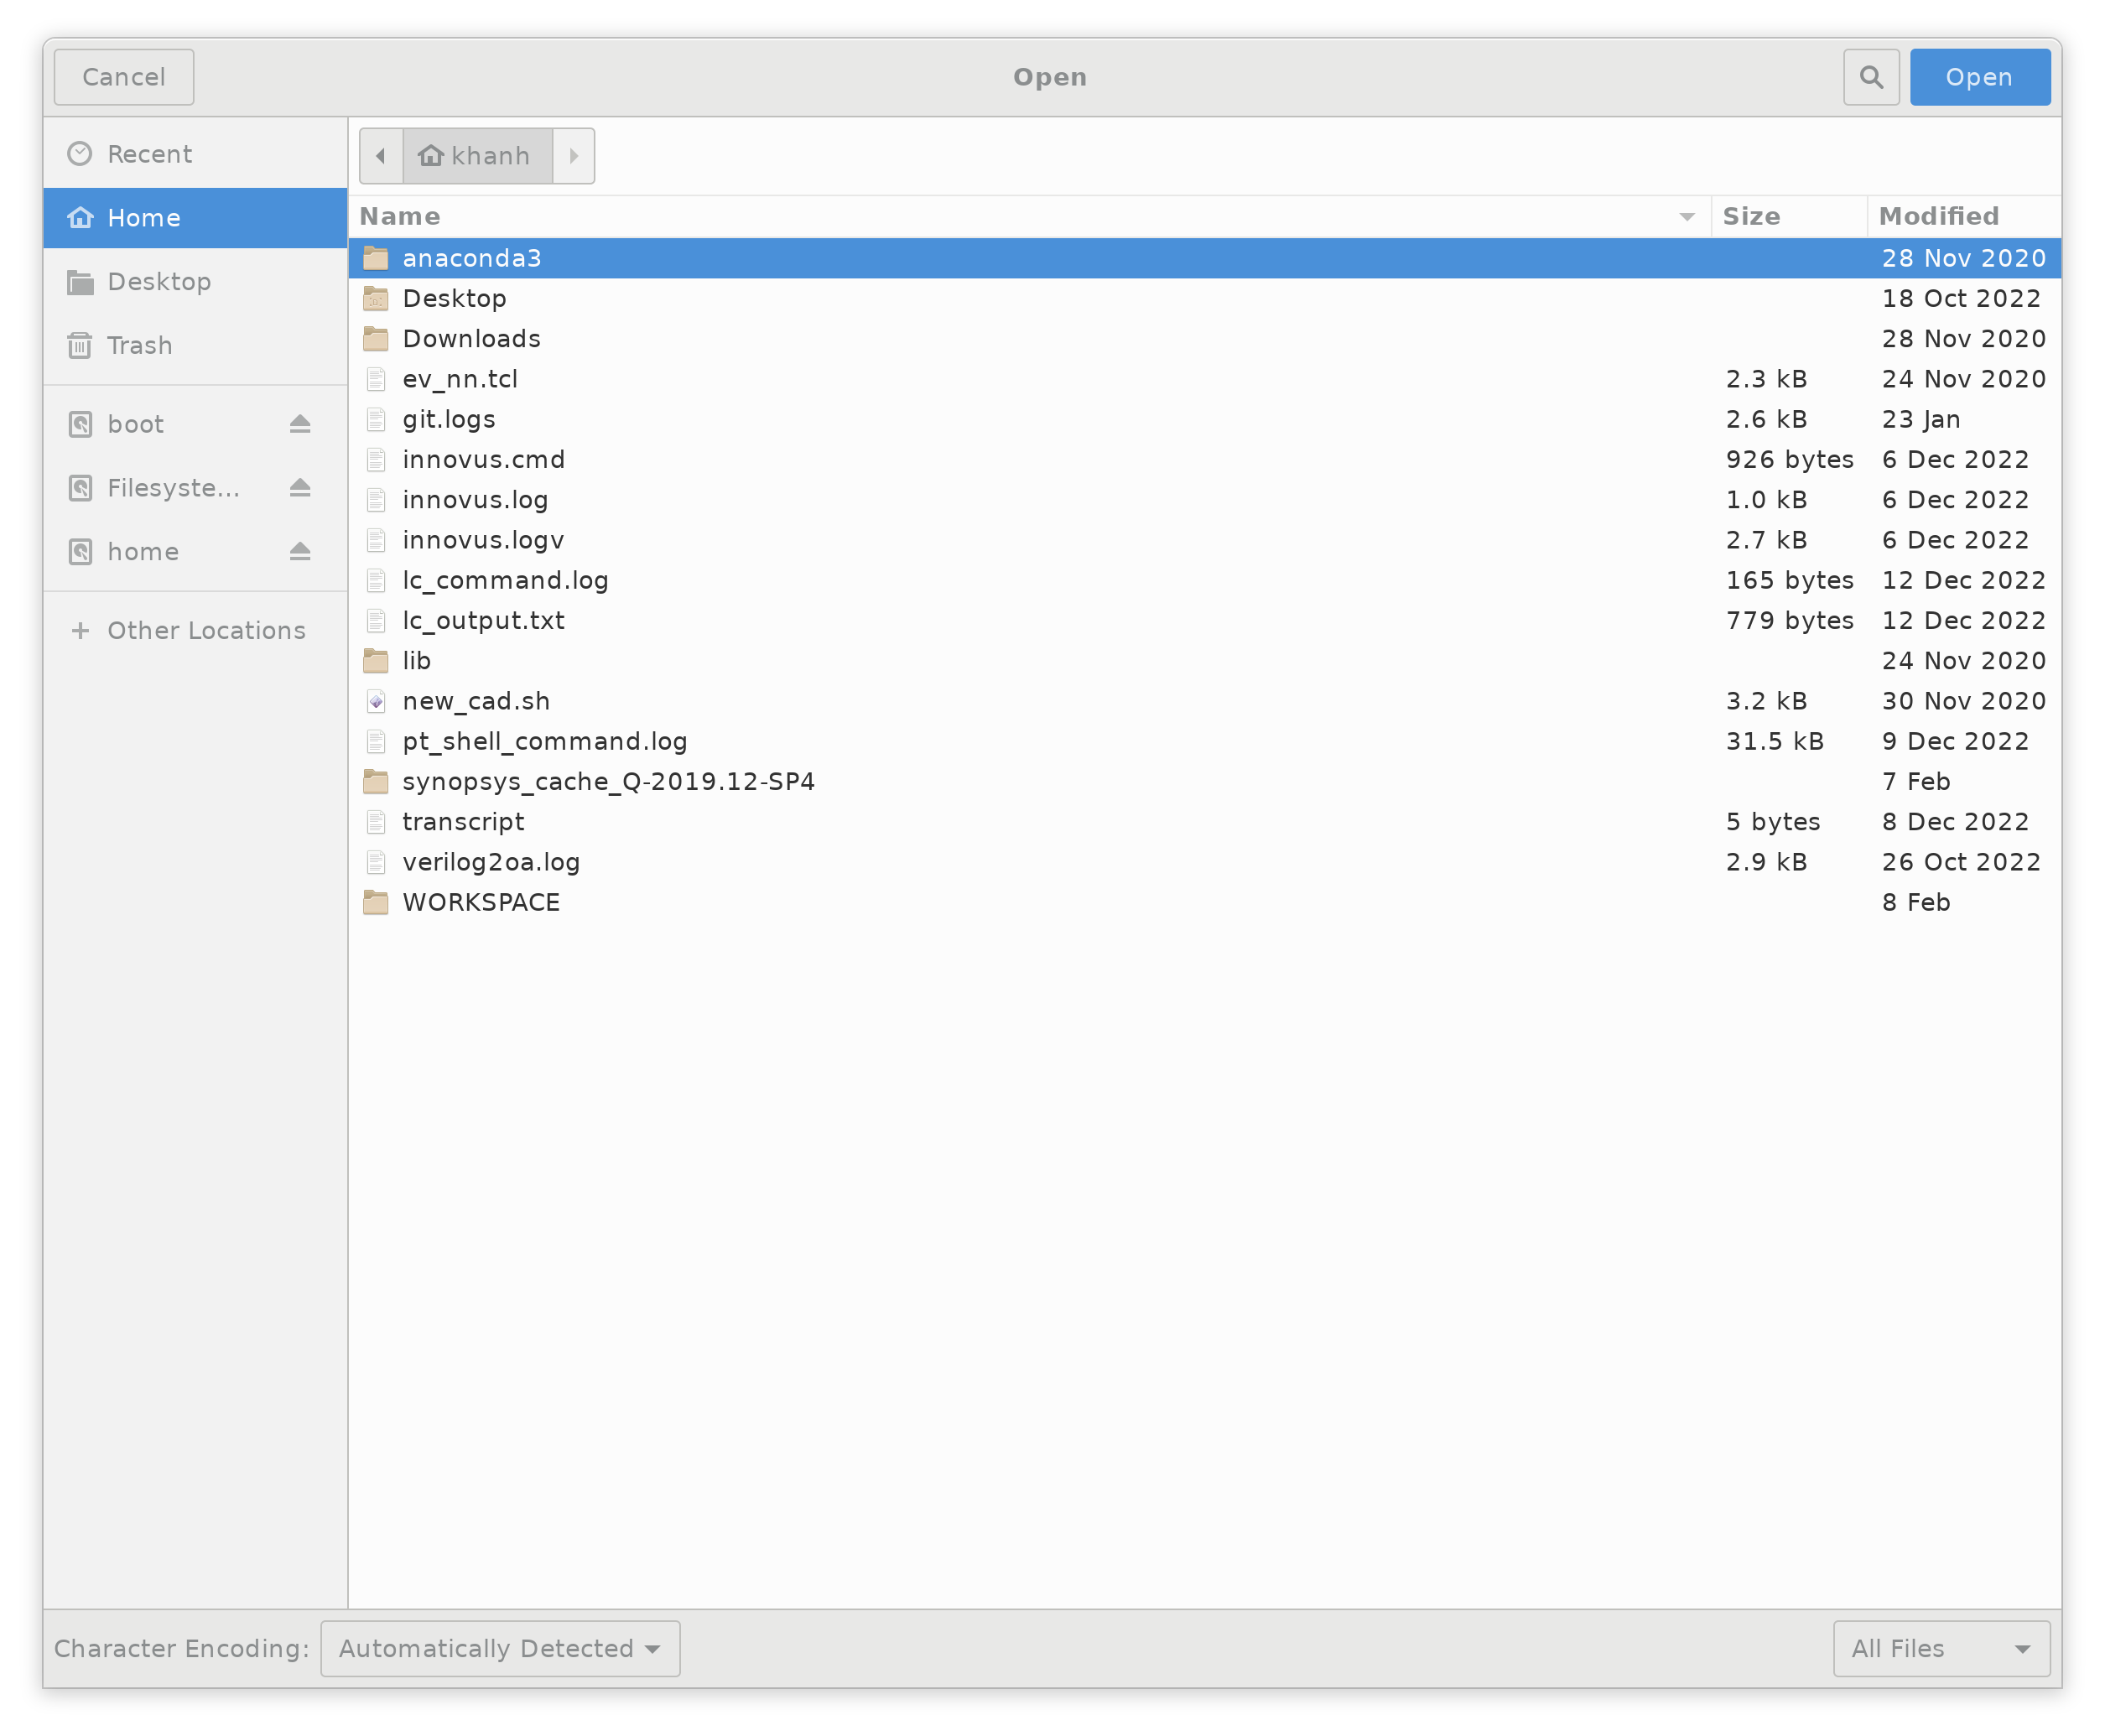 Cancel Open Open
Recent
Home
Desktop
Trash
boot
Filesyste...
home
Other Locations
khanh
Name Size Modified
anaconda3 28 Nov 2020
Desktop 18 Oct 2022
Downloads 28 Nov 2020
ev_nn.tcl 2.3 kB 24 Nov 2020
git.logs 2.6 kB 23 Jan
innovus.cmd 926 bytes 6 Dec 2022
innovus.log 1.0 kB 6 Dec 2022
innovus.logv 2.7 kB 6 Dec 2022
lc_command.log 165 bytes 12 Dec 2022
lc_output.txt 779 bytes 12 Dec 2022
lib 24 Nov 2020
new_cad.sh 3.2 kB 30 Nov 2020
pt_shell_command.log 31.5 kB 9 Dec 2022
synopsys_cache_Q-2019.12-SP4 7 Feb
transcript 5 bytes 8 Dec 2022
verilog2oa.log 2.9 kB 26 Oct 2022
WORKSPACE 8 Feb
Character Encoding: Automatically Detected All Files